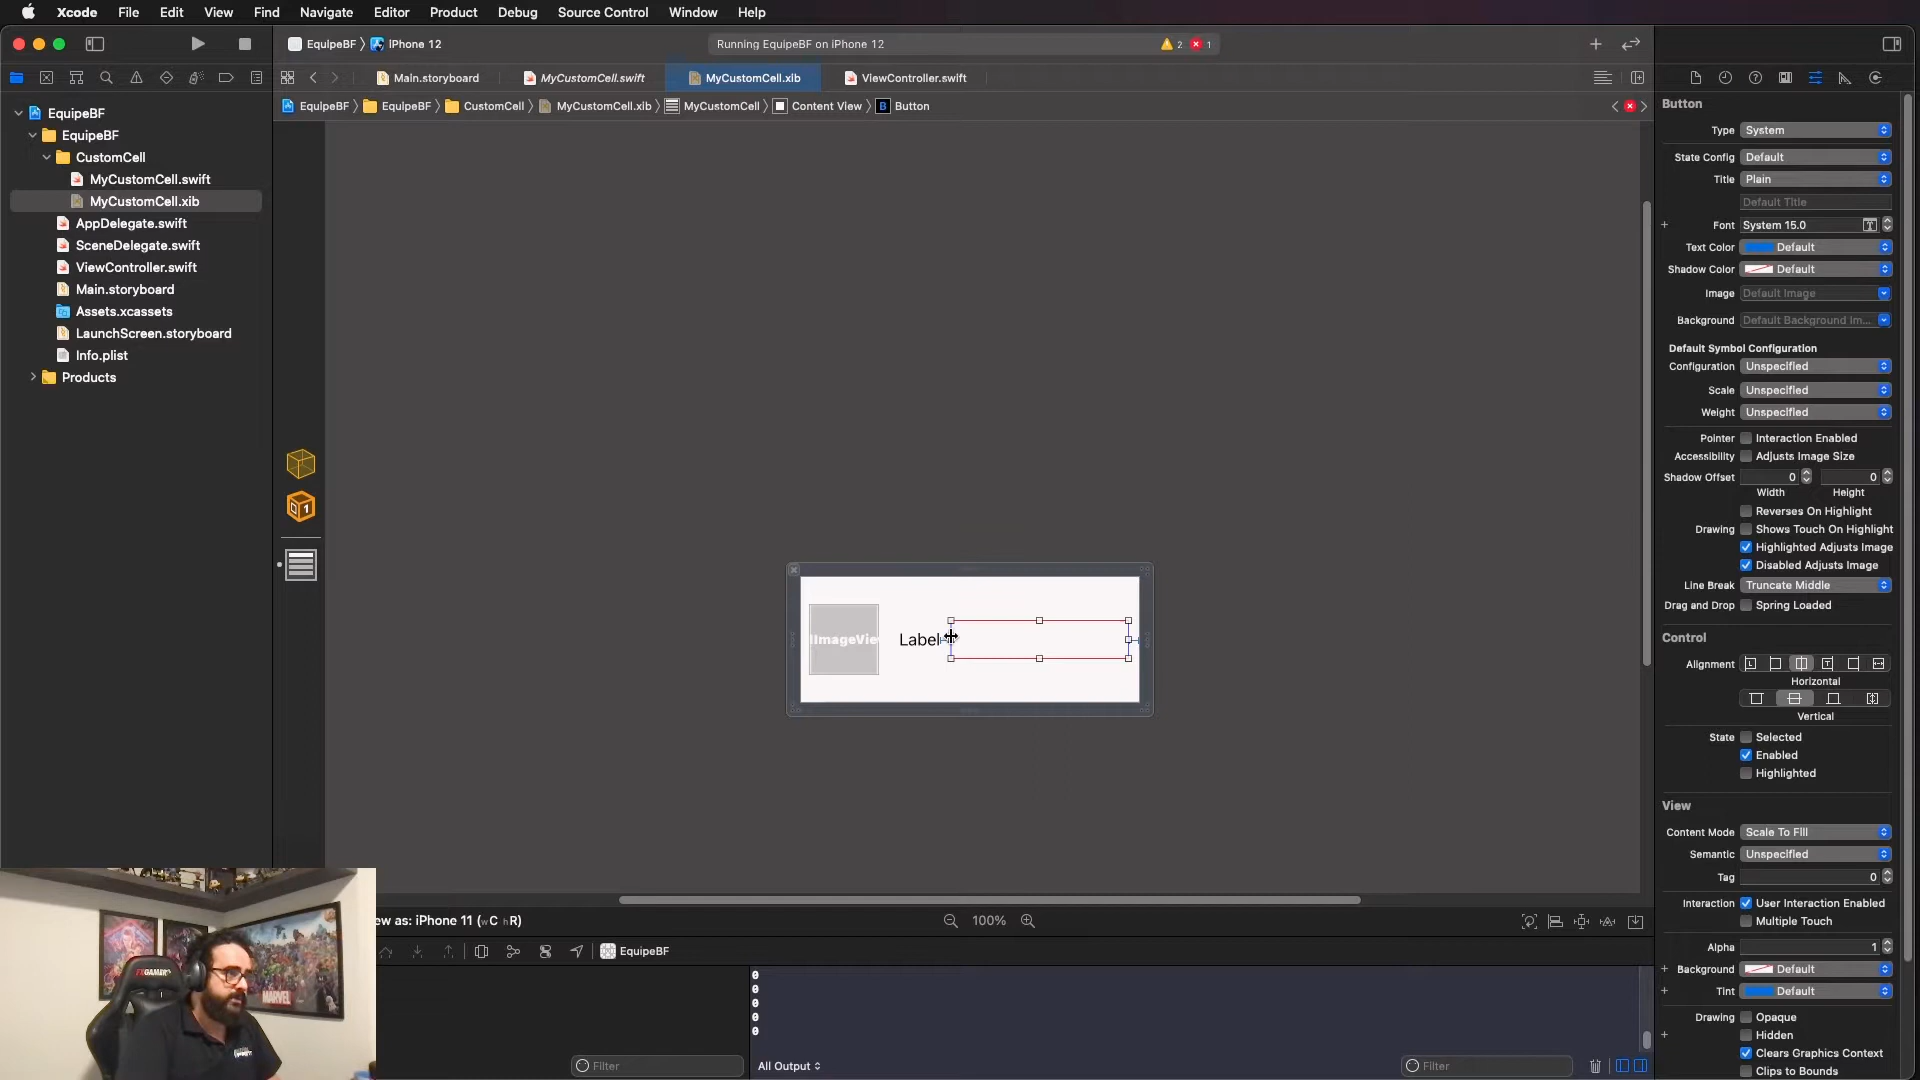 Xcode File Edit View Find Navigate Editor Product Debug Source Control Window Help
EquipeBF iPhone 12 Running EquipeBF on iPhone 12 2 1
Main.storyboard MyCustomCell.swift MyCustomCell.xib ViewController.swift
EquipeBF EquipeBF CustomCell MyCustomCell.xib MyCustomCell Content View B Button
EquipeBF
EquipeBF
CustomCell
MyCustomCell.swift
MyCustomCell.xib
AppDelegate.swift
SceneDelegate.swift
ViewController.swift
Main.storyboard
Assets.xcassets
LaunchScreen.storyboard
Info.plist
Products
Label
Button
Type System
State Config Default
Title Plain
Default Title
Font System 15.0
Text Color Default
Shadow Color Default
Image Default Image
Background Default Background Im...
Default Symbol Configuration
Configuration Unspecified
Scale Unspecified
Weight Unspecified
Pointer Interaction Enabled
Accessibility Adjusts Image Size
Shadow Offset 0 0
Width Height
Reverses On Highlight
Drawing Shows Touch On Highlight
Highlighted Adjusts Image
Disabled Adjusts Image
Line Break Truncate Middle
Drag and Drop Spring Loaded
Control
Alignment
Horizontal
Vertical
State Selected
Enabled
Highlighted
View
Content Mode Scale To Fill
Semantic Unspecified
Tag 0
Interaction User Interaction Enabled
Multiple Touch
Alpha 1
Background Default
Tint Default
Drawing Opaque
Hidden
Clears Graphics Context
Clips to Bounds
ew as: iPhone 11 (wC hR) 100%
EquipeBF
0
0
0
0
0
Filter All Output Filter
MARVEL